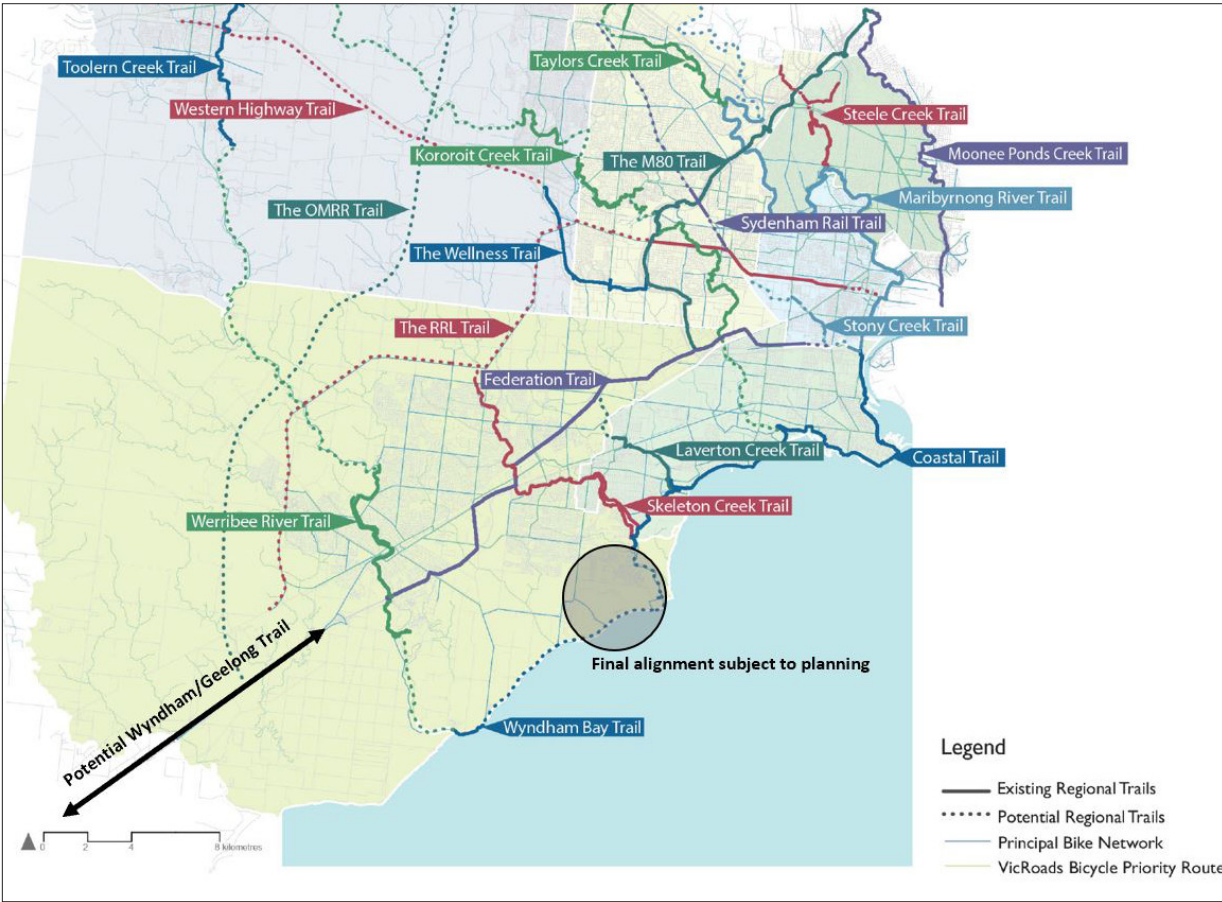 Toolern Creek Trail
Taylors Creek Trail
Western Highway Trail
Steele Creek Trail
Kororoit Creek Trail
The M80 Trail
Moonee Ponds Creek Trail
Maribyrnong River Trail
The OMRR Trail
Sydenham Rail Trail
The Wellness Trail
The RRL Trail
Stony Creek Trail
Federation Trail
Laverton Creek Trail
Coastal Trail
Skeleton Creek Trail
Werribee River Trail
Final alignment subject to planning
Potential Wyndham/Geelong Trail
Wyndham Bay Trail
Legend
Existing Regional Trails
Potential Regional Trails
Principal Bike Network
VicRoads Bicycle Priority Route
0 2 4 8 kilometres